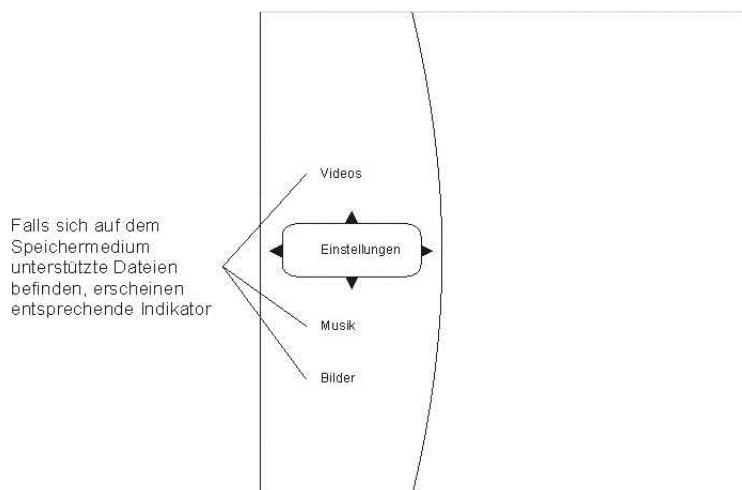 Videos
Einstellungen
Musik
Bilder
Falls sich auf dem
Speichermedium
unterstützte Dateien
befinden, erscheinen
entsprechende Indikator